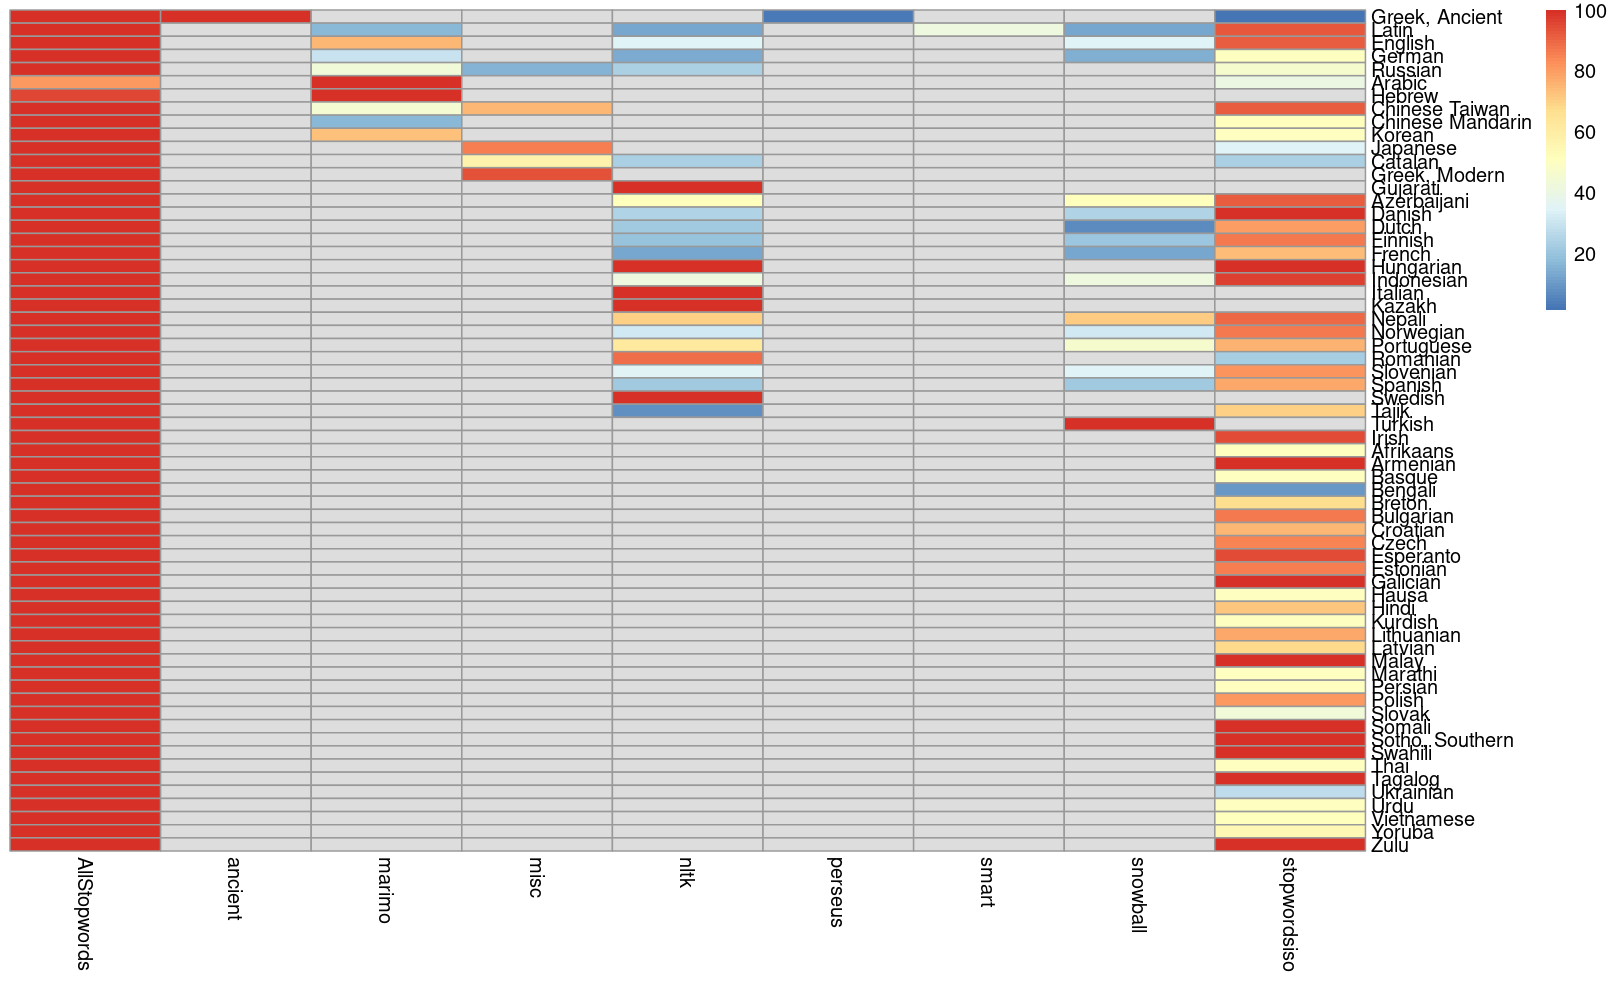 Greek, Ancient
Latin
English
German
Russian
Arabic
Hebrew
Chinese Taiwan
Chinese Mandarin
Korean
Japanese
Catalan
Greek, Modern
Gujarati
Azerbaijani
Danish
Dutch
Finnish
French
Hungarian
Indonesian
Italian
Kazakh
Nepali
Norwegian
Portuguese
Romanian
Slovenian
Spanish
Swedish
Tajik
Turkish
Irish
Afrikaans
Armenian
Basque
Bengali
Breton
Bulgarian
Croatian
Czech
Esperanto
Estonian
Galician
Hausa
Hindi
Kurdish
Lithuanian
Latvian
Malay
Marathi
Persian
Polish
Slovak
Somali
Sotho, Southern
Swahili
Thai
Tagalog
Ukrainian
Urdu
Vietnamese
Yoruba
Zulu
100
80
60
40
20
AllStopwords
ancient
marimo
misc
nltk
perseus
smart
snowball
stopwordsiso